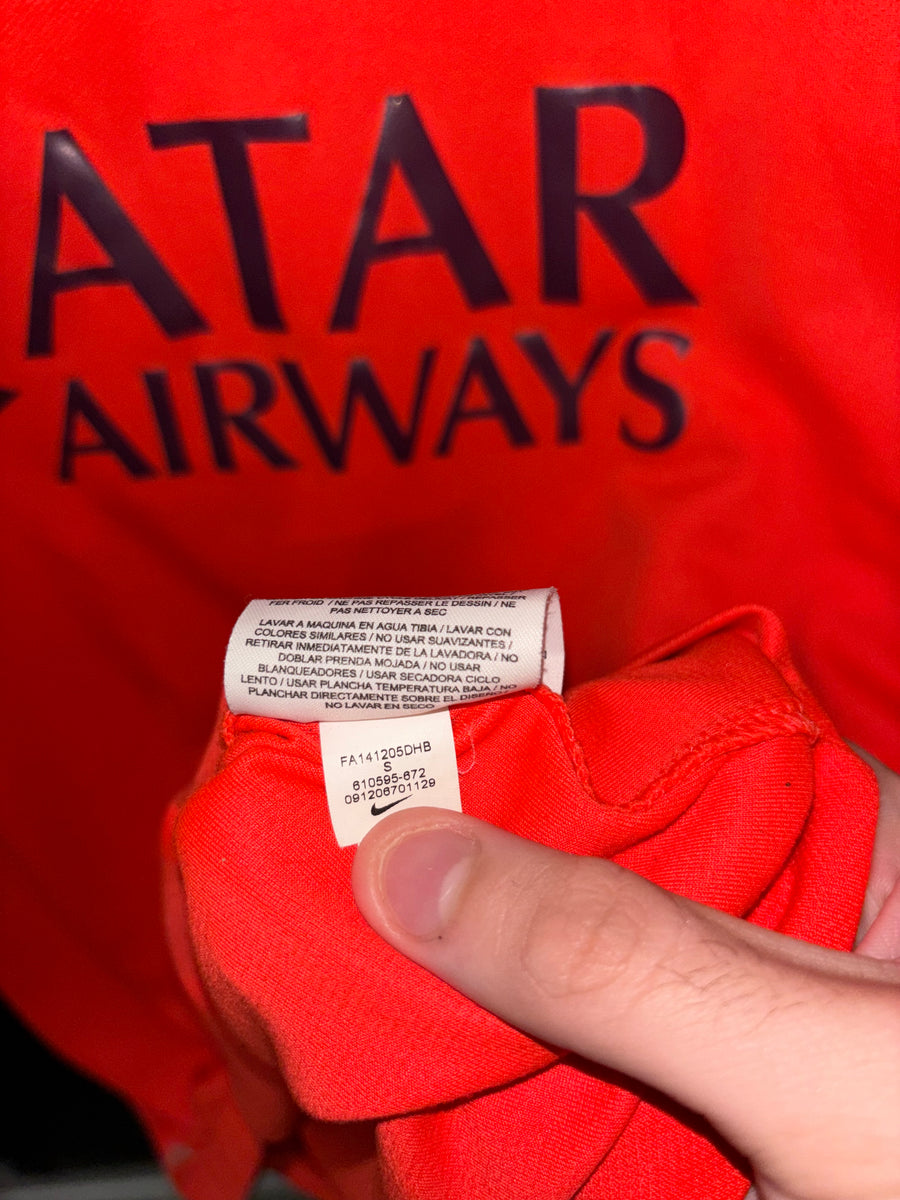 ATAR
AIRWAYS
FER FROID / NE PAS REPASSER LE DESSIN / NE
PAS NETTOYER A SEC
LAVAR A MAQUINA EN AGUA TIBIA / LAVAR CON
COLORES SIMILARES / NO USAR SUAVIZANTES /
RETIRAR INMEDIATAMENTE DE LA LAVADORA / NO
DOBLAR PRENDA MOJADA / NO USAR
BLANQUEADORES / USAR SECADORA CICLO
LENTO / USAR PLANCHA TEMPERATURA BAJA / NO
PLANCHAR DIRECTAMENTE SOBRE EL
NO LAVAR EN SECO
FA141205DHB
S
610595-672
091206701129